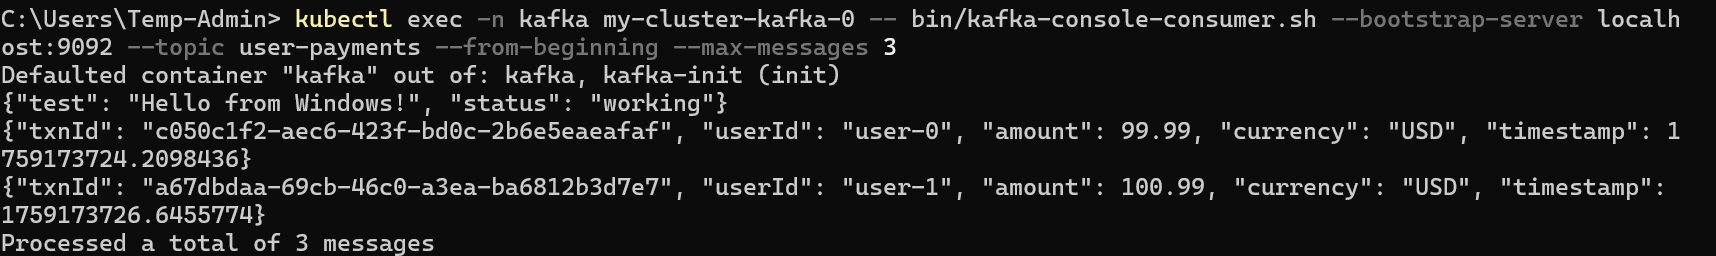 C:\Users\Temp-Admin> kubectl exec -n kafka my-cluster-kafka-0 -- bin/kafka-console-consumer.sh --bootstrap-server localh
ost:9092 --topic user-payments --from-beginning --max-messages 3
Defaulted container "kafka" out of: kafka, kafka-init (init)
{"test": "Hello from Windows!", "status": "working"}
{"txnId": "c050c1f2-aec6-423f-bd0c-2b6e5eaeafaf", "userId": "user-0", "amount": 99.99, "currency": "USD", "timestamp": 1
759173724.2098436}
{"txnId": "a67dbdaa-69cb-46c0-a3ea-ba6812b3d7e7", "userId": "user-1", "amount": 100.99, "currency": "USD", "timestamp":
1759173726.6455774}
Processed a total of 3 messages